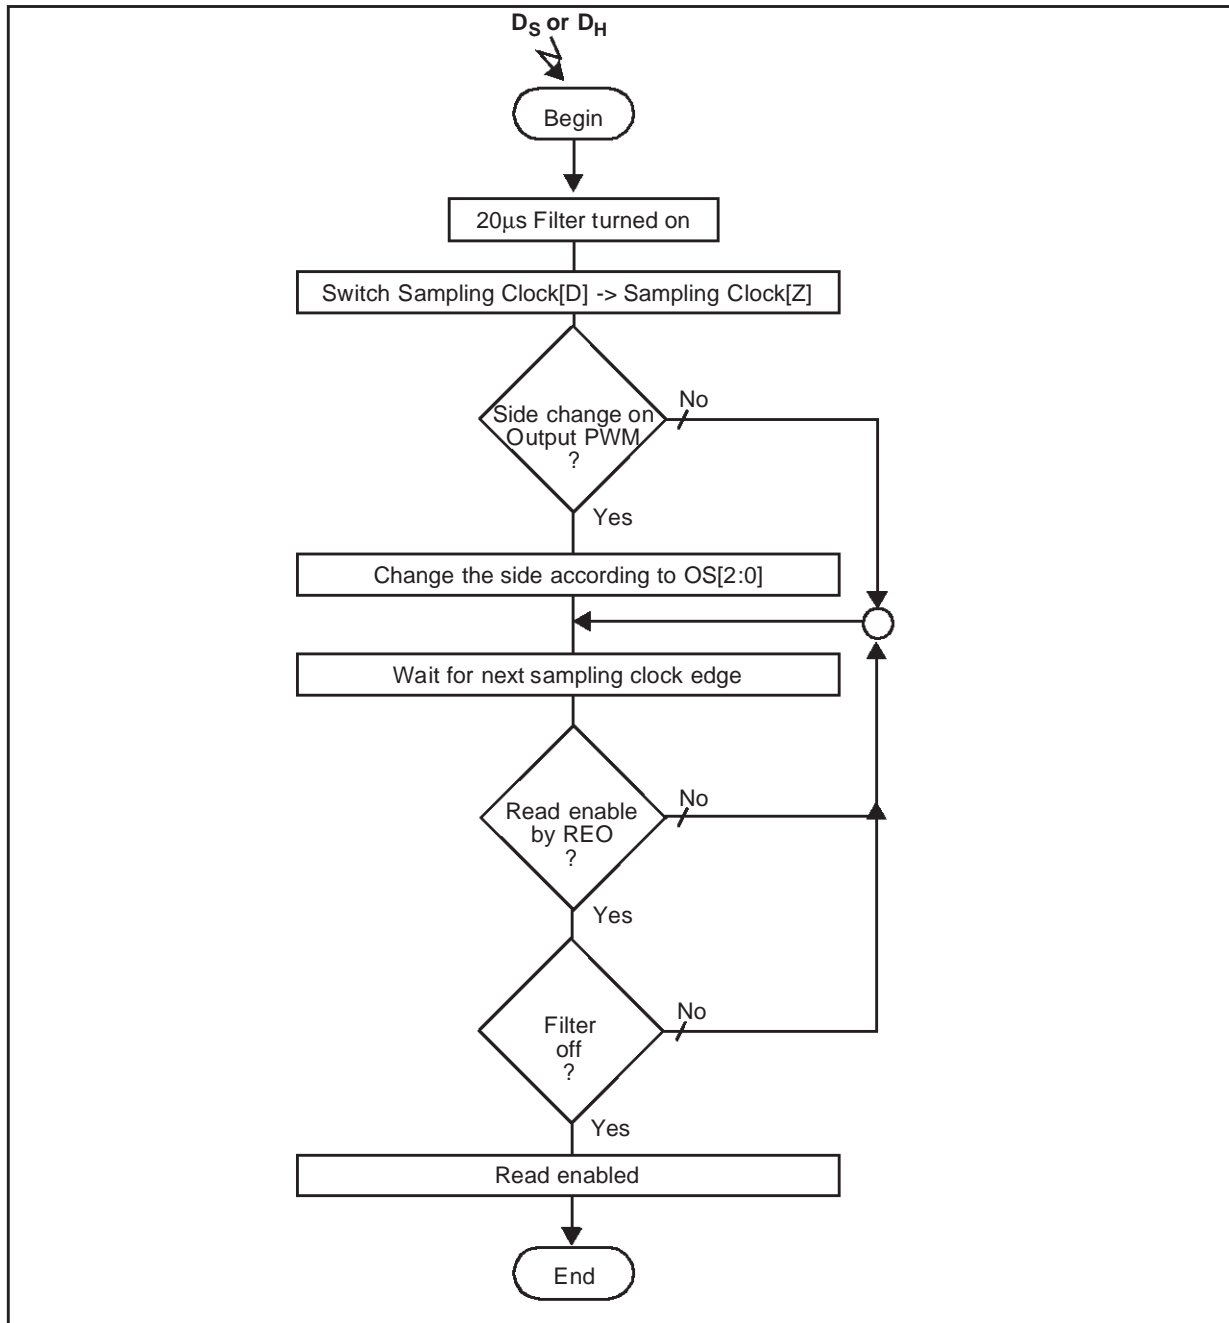 D_S or D_H
Begin
20μs Filter turned on
Switch Sampling Clock[D] -> Sampling Clock[Z]
No
Side change on
Output PWM
?
Yes
Change the side according to OS[2:0]
Wait for next sampling clock edge
No
Read enable
by REO
?
Yes
No
Filter
off
?
Yes
Read enabled
End